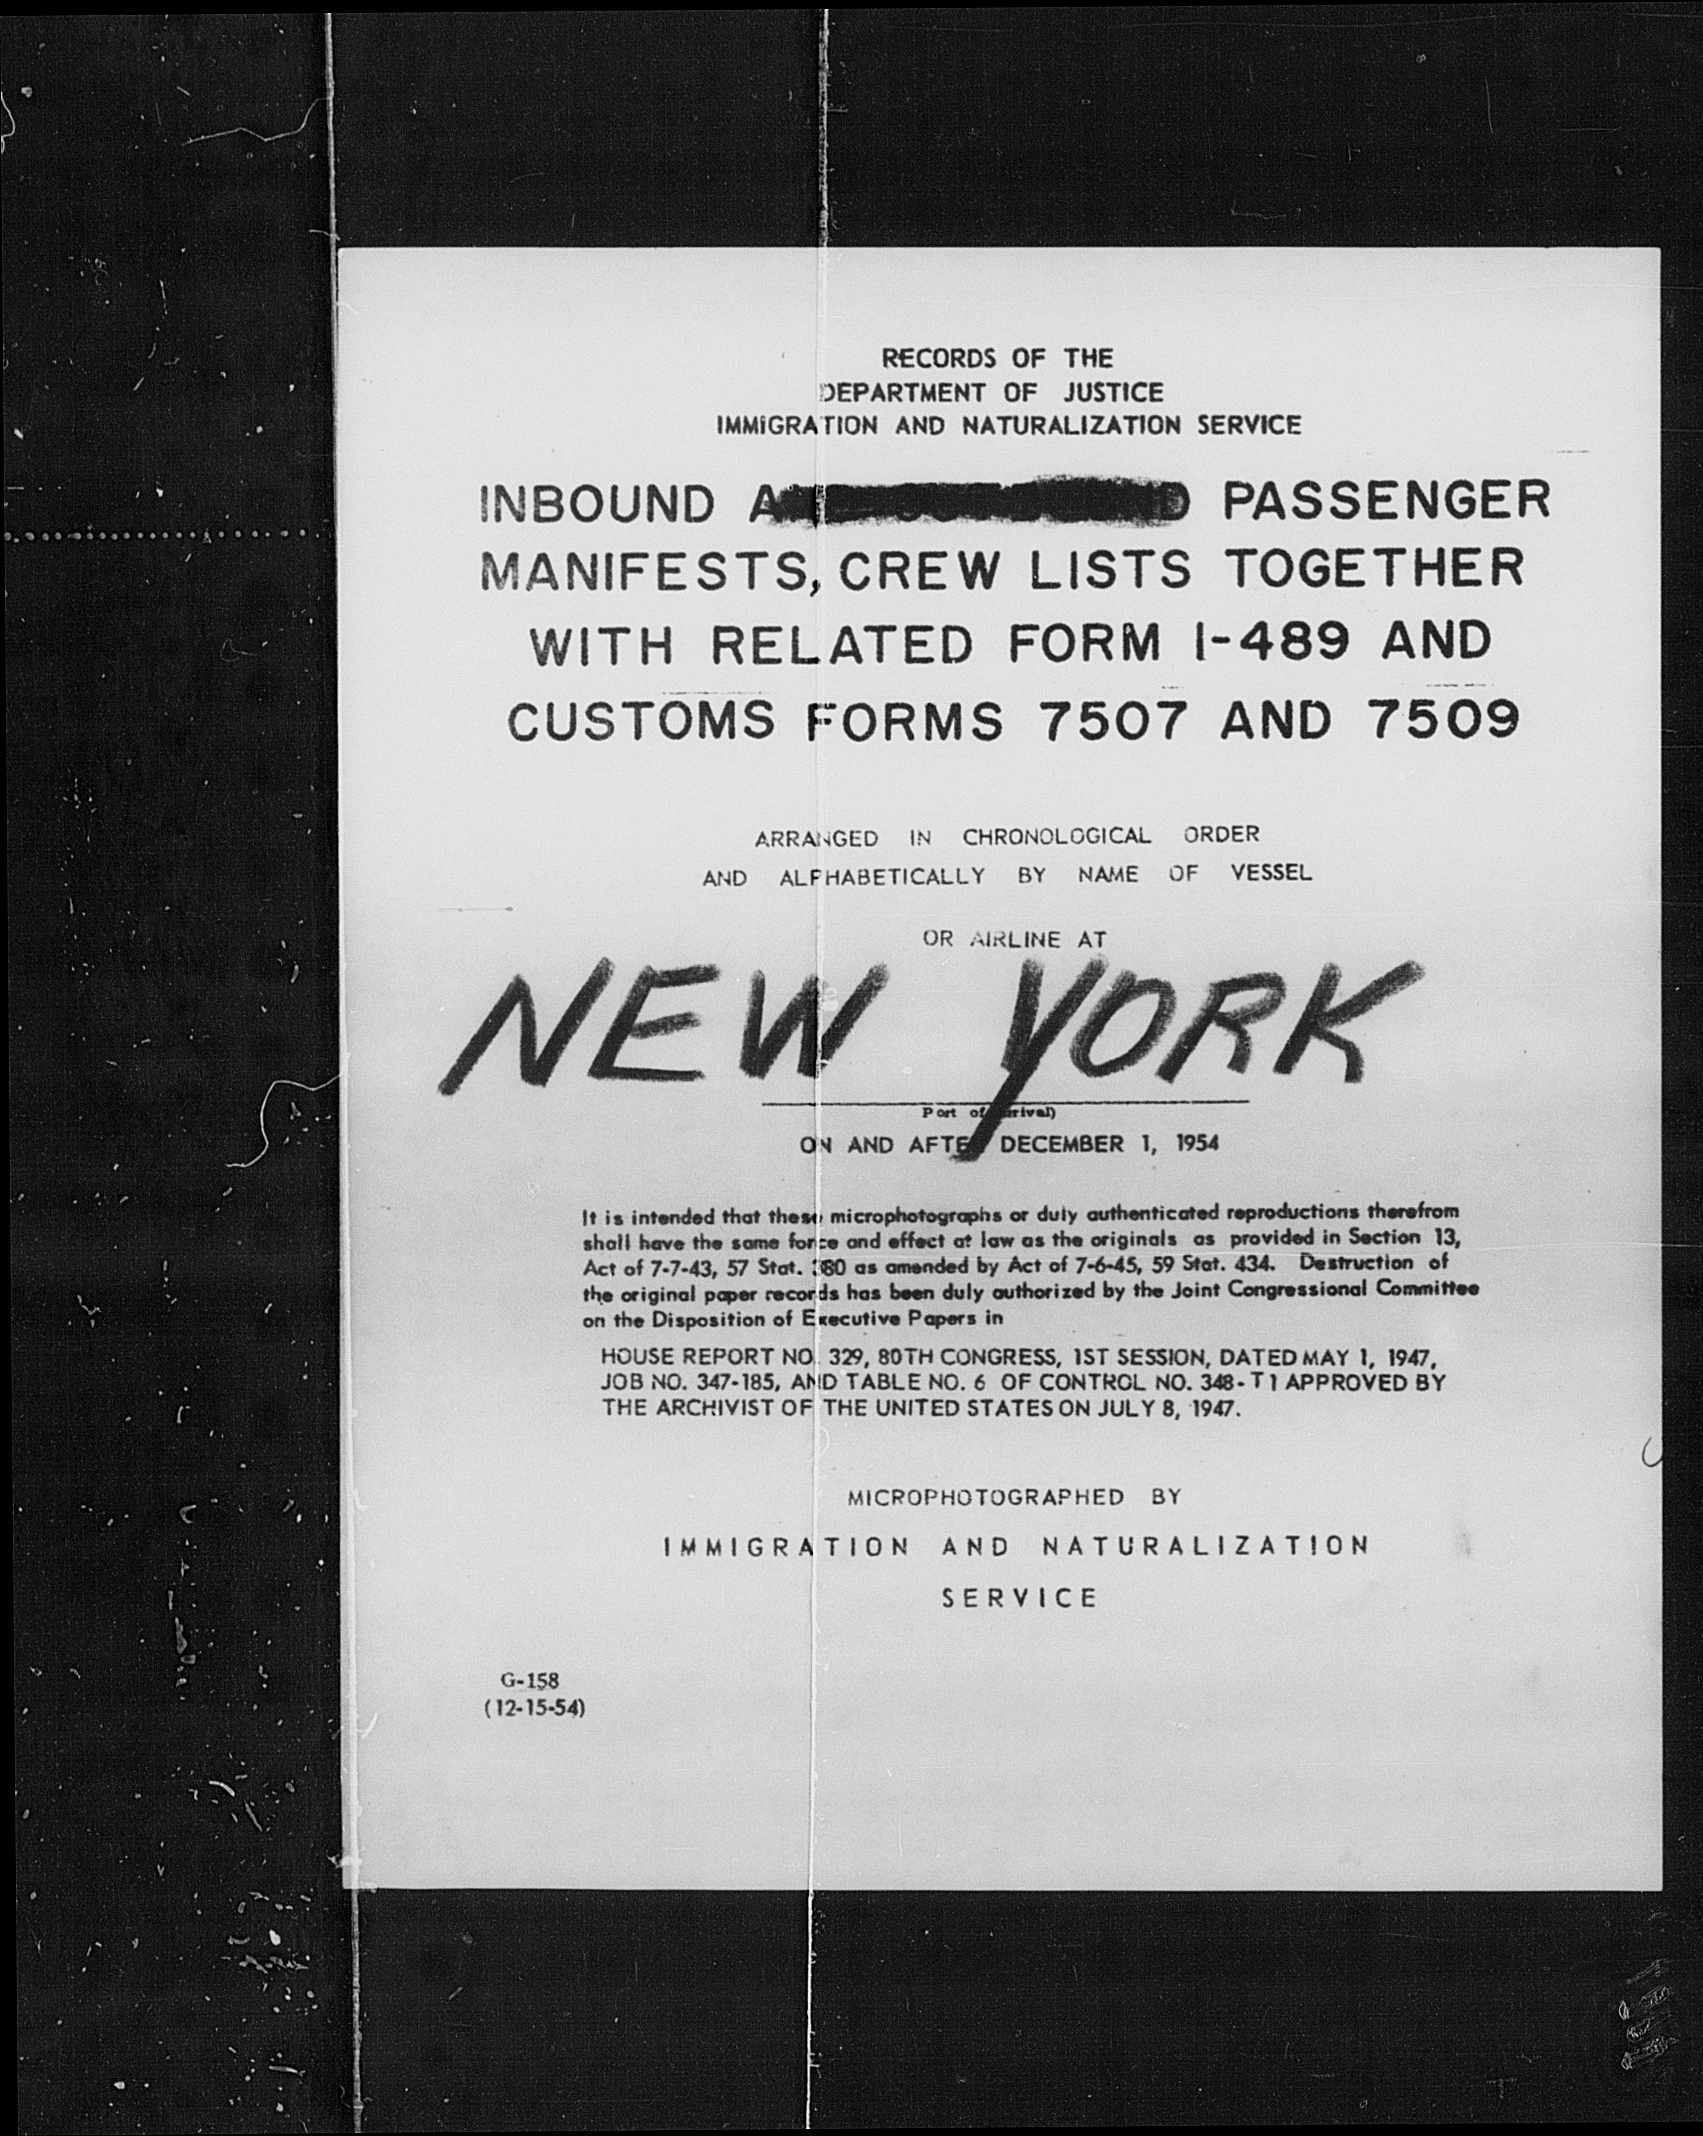 RECORDS OF THE
DEPARTMENT OF JUSTICE
IMMIGRATION AND NATURALIZATION SERVICE
INBOUND PASSENGER
MANIFESTS, CREW LISTS TOGETHER
WITH RELATED FORM I-489 AND
CUSTOMS FORMS 7507 AND 7509
ARRANGED IN CHRONOLOGICAL ORDER
AND ALPHABETICALLY BY NAME OF VESSEL
OR AIRLINE AT
NEW YORK
Port of
ON AND AFTER DECEMBER 1, 1954
It is intended that these microphotographs or duly authenticated reproductions therefrom
shall have the same force and effect at law as the originals as provided in Section 13,
Act of 7-7-43, 57 Stat. 380 as amended by Act of 7-6-45, 59 Stat. 434. Destruction of
the original paper records has been duly authorized by the Joint Congressional Committee
on the Disposition of Executive Papers in
HOUSE REPORT NO. 329, 80TH CONGRESS, 1ST SESSION, DATED MAY 1, 1947,
JOB NO. 347-185, AND TABLE NO. 6 OF CONTROL NO. 348-T1 APPROVED BY
THE ARCHIVIST OF THE UNITED STATES ON JULY 8, 1947.
MICROPHOTOGRAPHED BY
IMMIGRATION AND NATURALIZATION
SERVICE
G-158
(12-15-54)